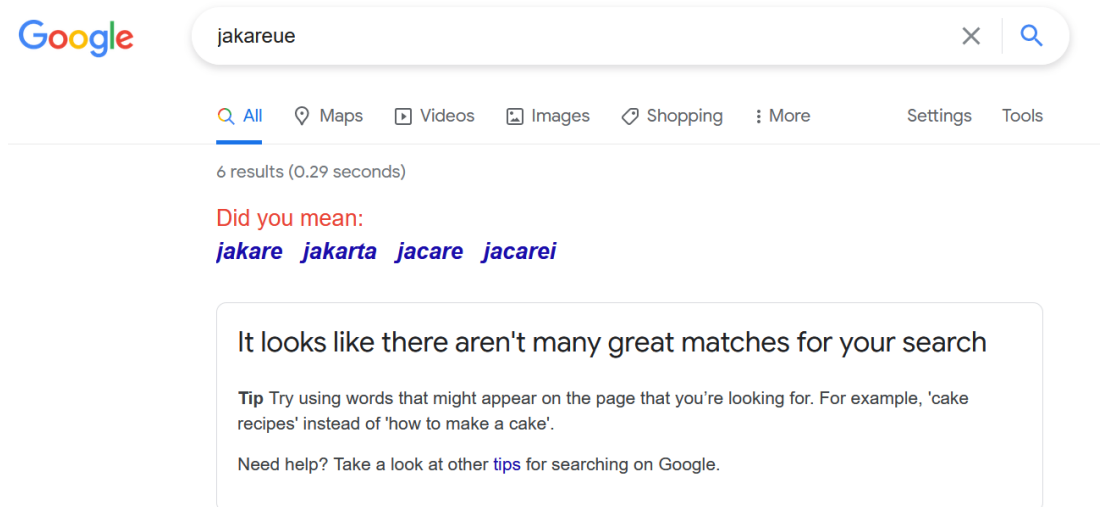 Google jakareue
All Maps Videos Images Shopping More Settings Tools
6 results (0.29 seconds)
Did you mean:
jakare jakarta jacare jacarei
It looks like there aren't many great matches for your search
Tip Try using words that might appear on the page that you’re looking for. For example, 'cake
recipes' instead of 'how to make a cake'.
Need help? Take a look at other tips for searching on Google.